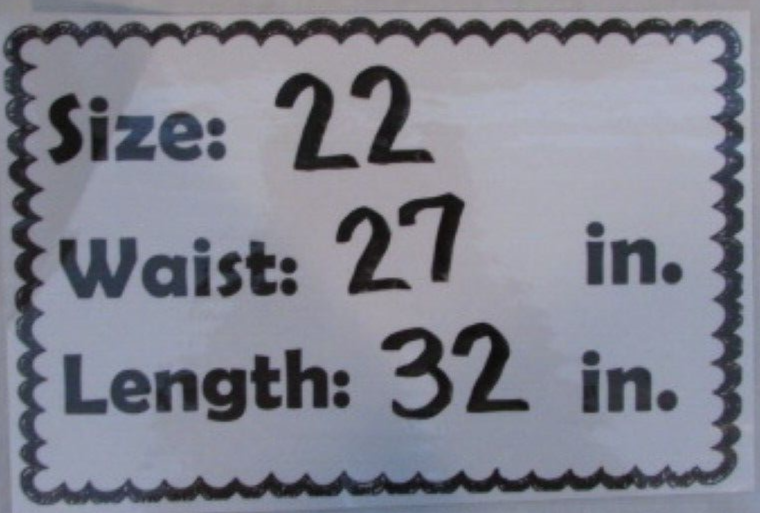 Size: 22
Waist: 27 in.
Length: 32 in.